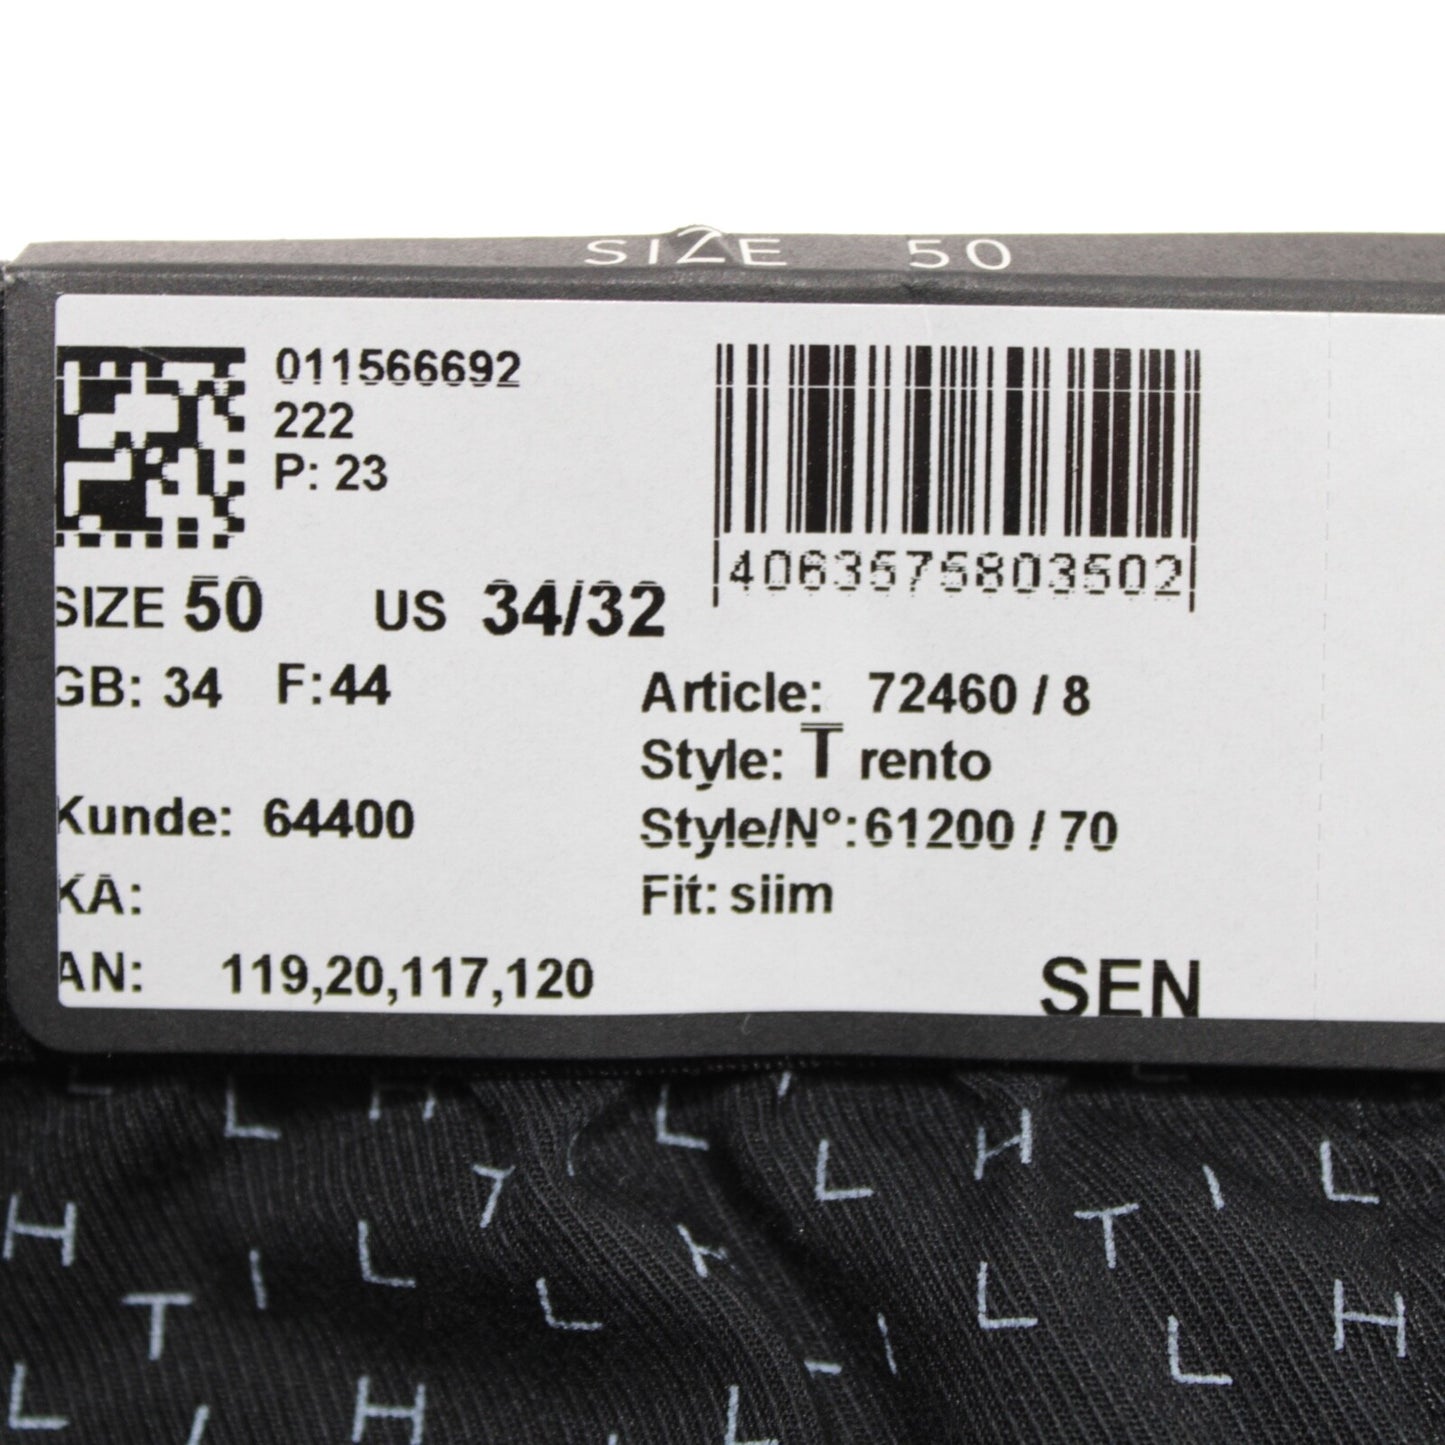 SIZE 50
011566692
222
P: 23
4063575803502
SIZE 50 US 34/32
GB: 34 F:44
Article: 72460 / 8
Style: Trento
Kunde: 64400
Style/N°:61200 / 70
KA:
Fit: slim
AN: 119,20,117,120
SEN
L H L
L H I L
H I L T
T L L L H
L H L